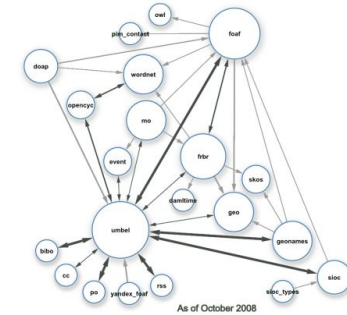 owl
foaf
pim_contact
doap
wordnet
opencyc
mo
event
frbr
skos
damltime
geo
umbel
geonames
bibo
cc
sioc
po
yandex_foaf
rss
sioc_types
As of October 2008